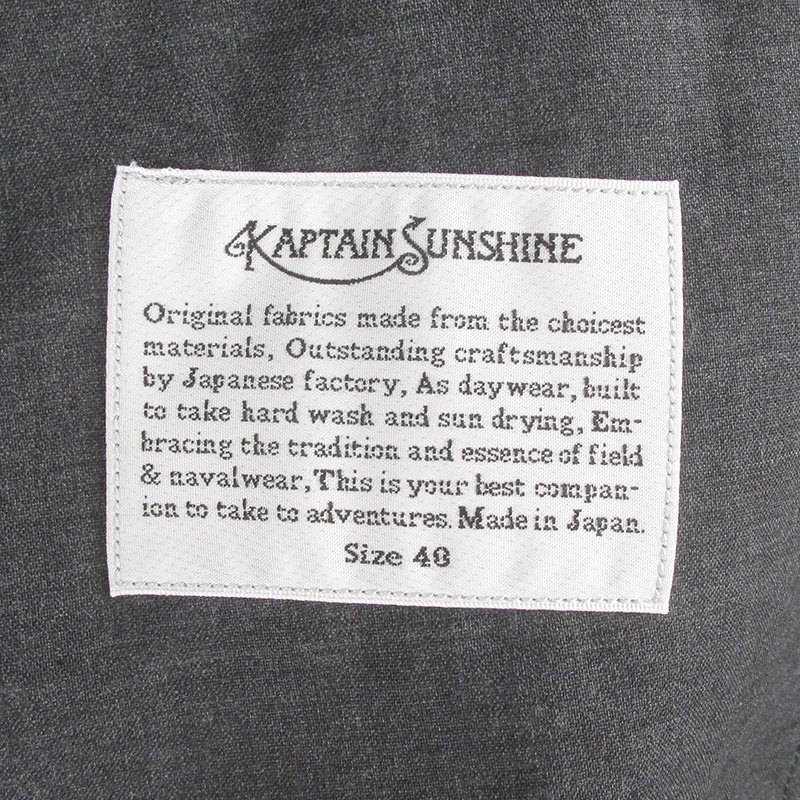 KAPTAIN SUNSHINE
Original fabrics made from the choicest
materials, Outstanding craftsmanship
by Japanese factory, As daywear, built
to take hard wash and sun drying, Em-
bracing the tradition and essence of field
& navalwear, This is your best compan-
ion to take to adventures. Made in Japan.
Size 40